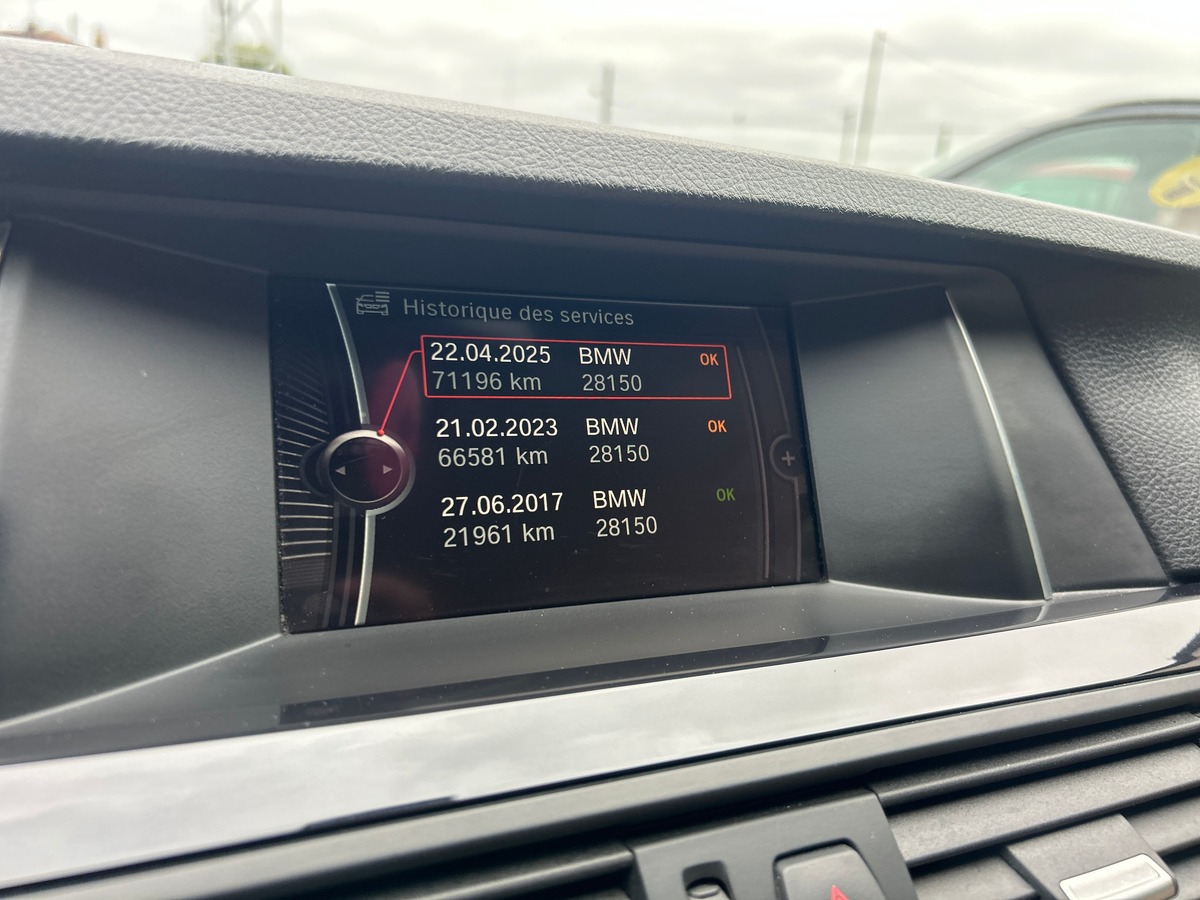 Historique des services
22.04.2025 BMW OK
71196 km 28150
21.02.2023 BMW OK
66581 km 28150
27.06.2017 BMW OK
21961 km 28150